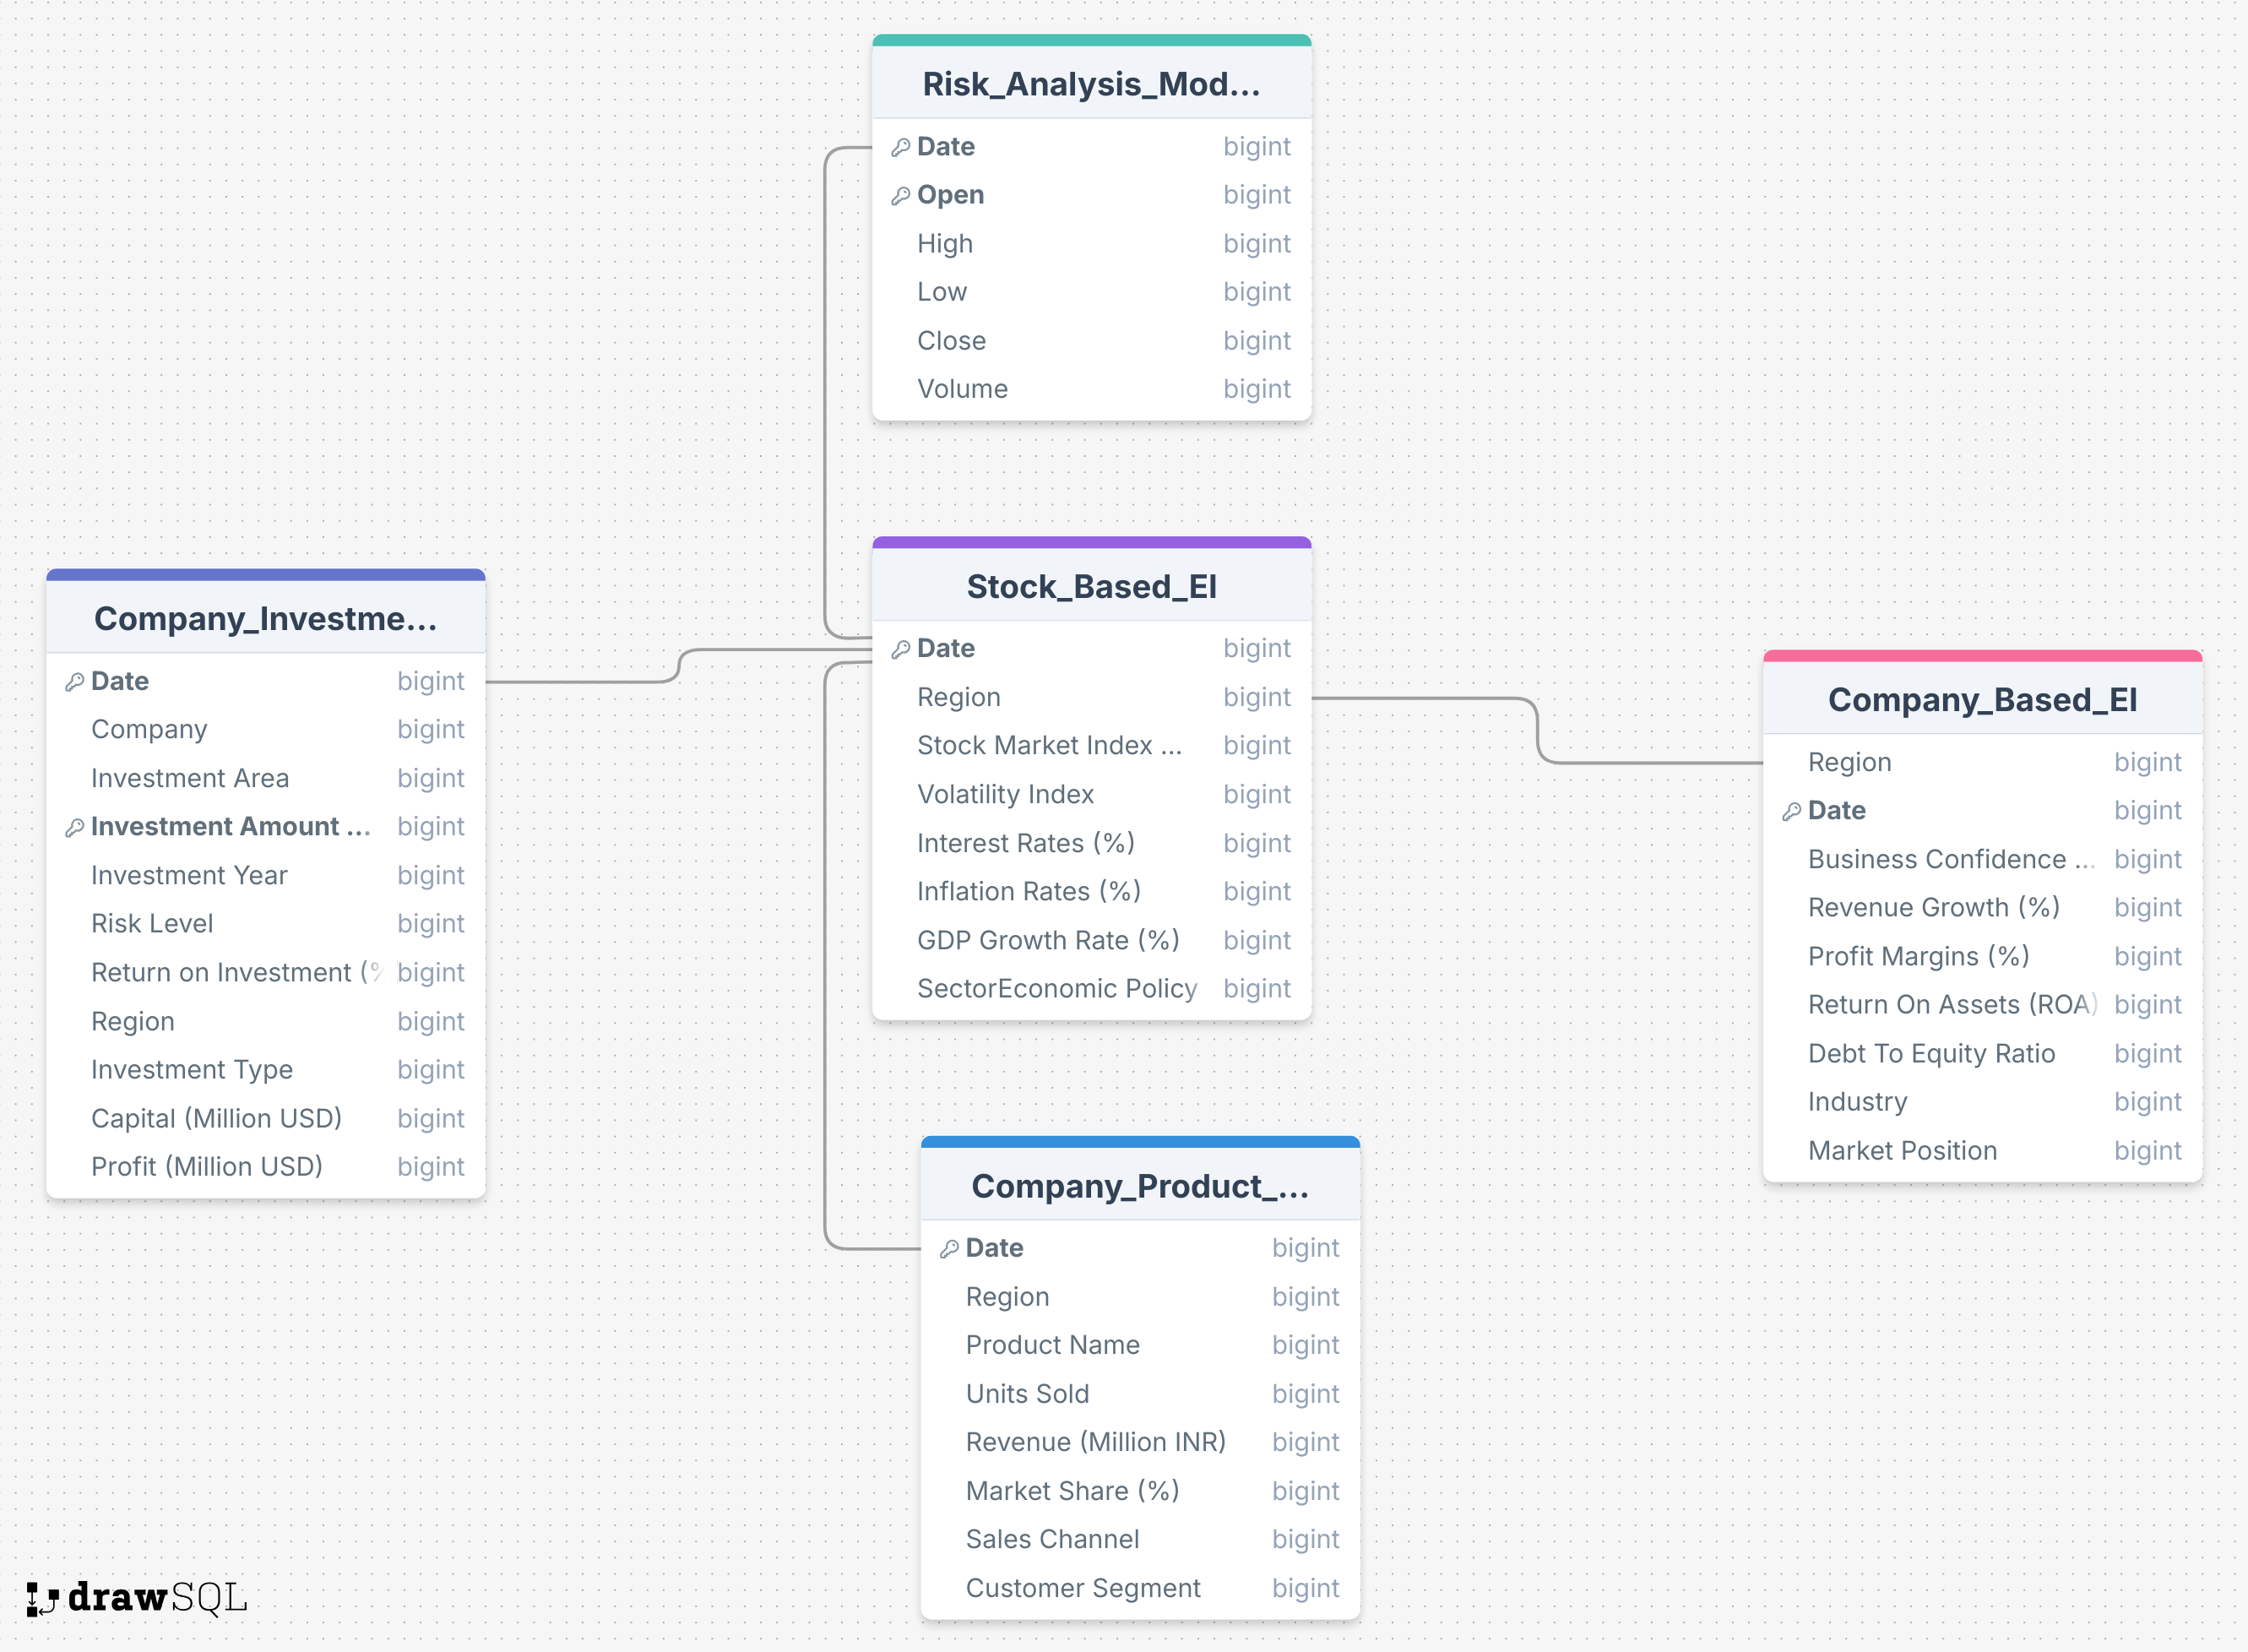 Risk_Analysis_Mod...
Date bigint
Open bigint
High bigint
Low bigint
Close bigint
Volume bigint
Company_Investme...
Date bigint
Company bigint
Investment Area bigint
Investment Amount ... bigint
Investment Year bigint
Risk Level bigint
Return on Investment (% bigint
Region bigint
Investment Type bigint
Capital (Million USD) bigint
Profit (Million USD) bigint
Stock_Based_EI
Date bigint
Region bigint
Stock Market Index ... bigint
Volatility Index bigint
Interest Rates (%) bigint
Inflation Rates (%) bigint
GDP Growth Rate (%) bigint
SectorEconomic Policy bigint
Company_Based_EI
Region bigint
Date bigint
Business Confidence ... bigint
Revenue Growth (%) bigint
Profit Margins (%) bigint
Return On Assets (ROA) bigint
Debt To Equity Ratio bigint
Industry bigint
Market Position bigint
Company_Product_...
Date bigint
Region bigint
Product Name bigint
Units Sold bigint
Revenue (Million INR) bigint
Market Share (%) bigint
Sales Channel bigint
Customer Segment bigint
drawSQL